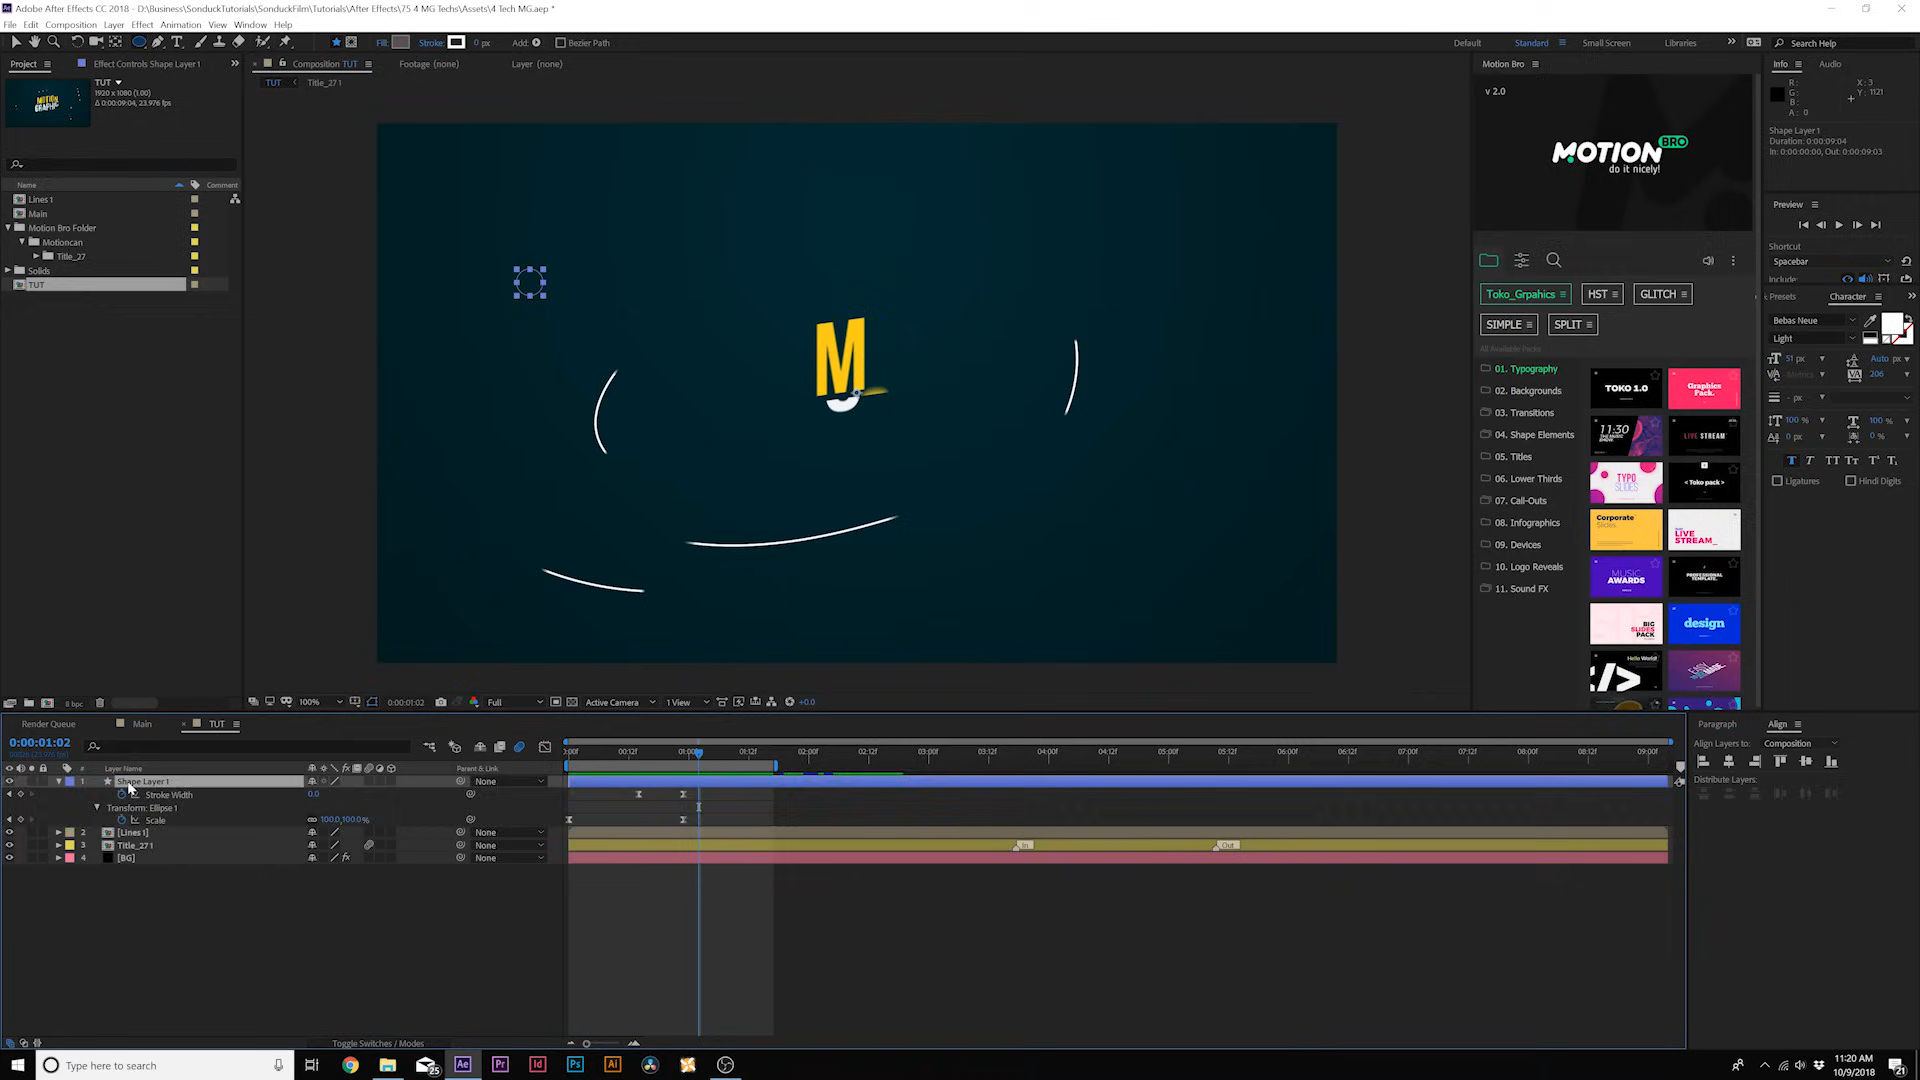 Adobe After Effects CC 2018 - D:\Business\SonduckTutorials\SonduckFilm\Tutorials\After Effects\75 4 MG Techs\Assets\4 Tech MG.aep *
File Edit Composition Layer Effect Animation View Window Help
Fill: Stroke: 0 px Add: Bezier Path
Default Standard Small Screen Libraries Search Help
Project Effect Controls Shape Layer 1 Composition TUT Footage (none) Layer (none) Motion Bro Info Audio
TUT
1920 x 1080 (1.00)
Δ 0:00:09:04, 23.976 fps
TUT Title_27 1
v 2.0
MOTION BRO
do it nicely!
R:
G:
B:
A: 0
X: 3
Y: 1121
Shape Layer 1
Duration: 0:00:09:04
In: 0:00:00:00, Out: 0:00:09:03
Name Comment
Lines 1
Main
Motion Bro Folder
Motioncan
Title_27
Solids
TUT
M
Preview
Shortcut
Spacebar
Include:
Presets Character
Bebas Neue
Light
51 px Auto px
Metrics 206
- px
100 % 100 %
0 px 0 %
T T TT Tт T¹ T₁
Ligatures Hindi Digits
Toko_Grpahics HST GLITCH
SIMPLE SPLIT
All Available Packs
01. Typography
02. Backgrounds
03. Transitions
04. Shape Elements
05. Titles
06. Lower Thirds
07. Call-Outs
08. Infographics
09. Devices
10. Logo Reveals
11. Sound FX
TOKO 1.0
Graphics Pack.
11:30
LIVE STREAM
TYPO SLIDES
< Toko pack >
Corporate Slides.
LIVE STREAM_
MUSIC AWARDS
PROFESSIONAL TEMPLATE.
BIG SLIDES PACK
design
Hello World!
</>
8 bpc
100% 0:00:01:02 Full Active Camera 1 View +0.0
Render Queue Main TUT
0:00:01:02
:00f 00:12f 01:00f 01:12f 02:00f 02:12f 03:00f 03:12f 04:00f 04:12f 05:00f 05:12f 06:00f 06:12f 07:00f 07:12f 08:00f 08:12f 09:00f
# Layer Name Parent & Link
1 Shape Layer 1 None
Stroke Width 0.0
Transform: Ellipse 1
Scale 100.0,100.0%
2 [Lines 1] None
3 Title_27 1 None In Out
4 [BG] None
Toggle Switches / Modes
Paragraph Align
Align Layers to: Composition
Distribute Layers:
Type here to search
25
Ae Pr Id Ps Ai
11:20 AM
10/9/2018
21